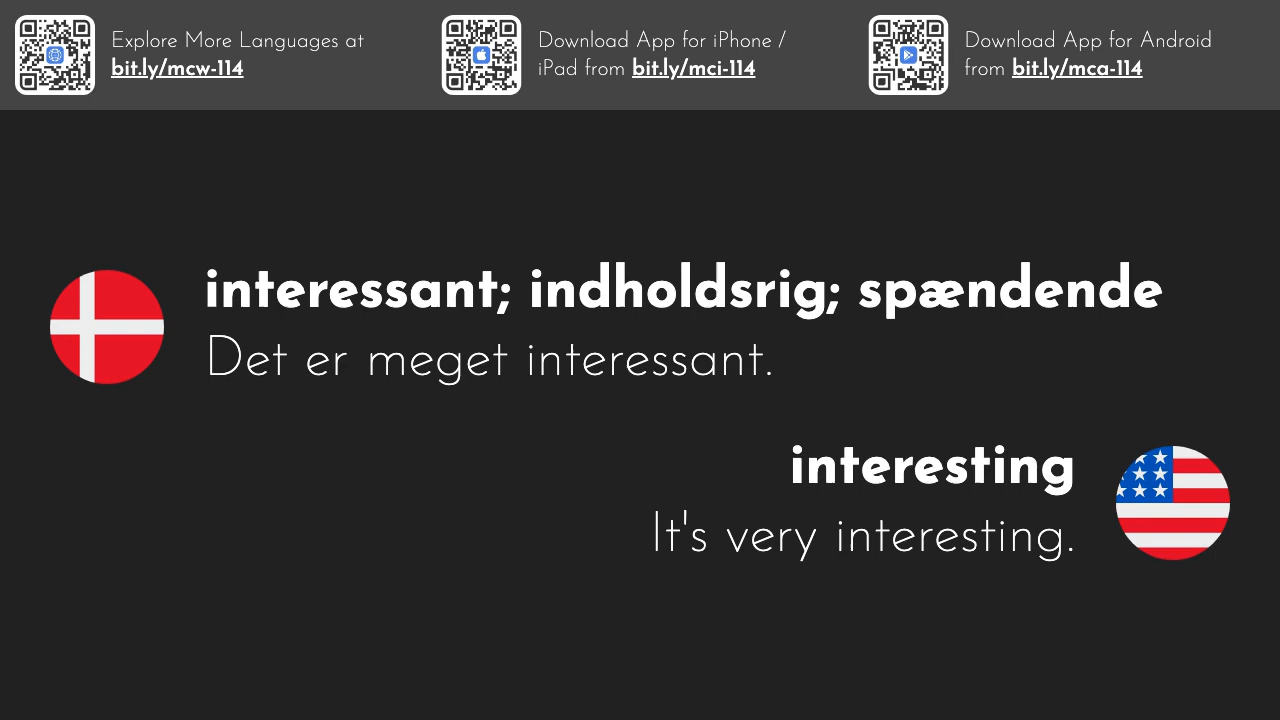 Explore More Languages at
bit.ly/mcw-114
Download App for iPhone /
iPad from bit.ly/mci-114
Download App for Android
from bit.ly/mca-114
interessant; indholdsrig; spændende
Det er meget interessant.
interesting
It's very interesting.